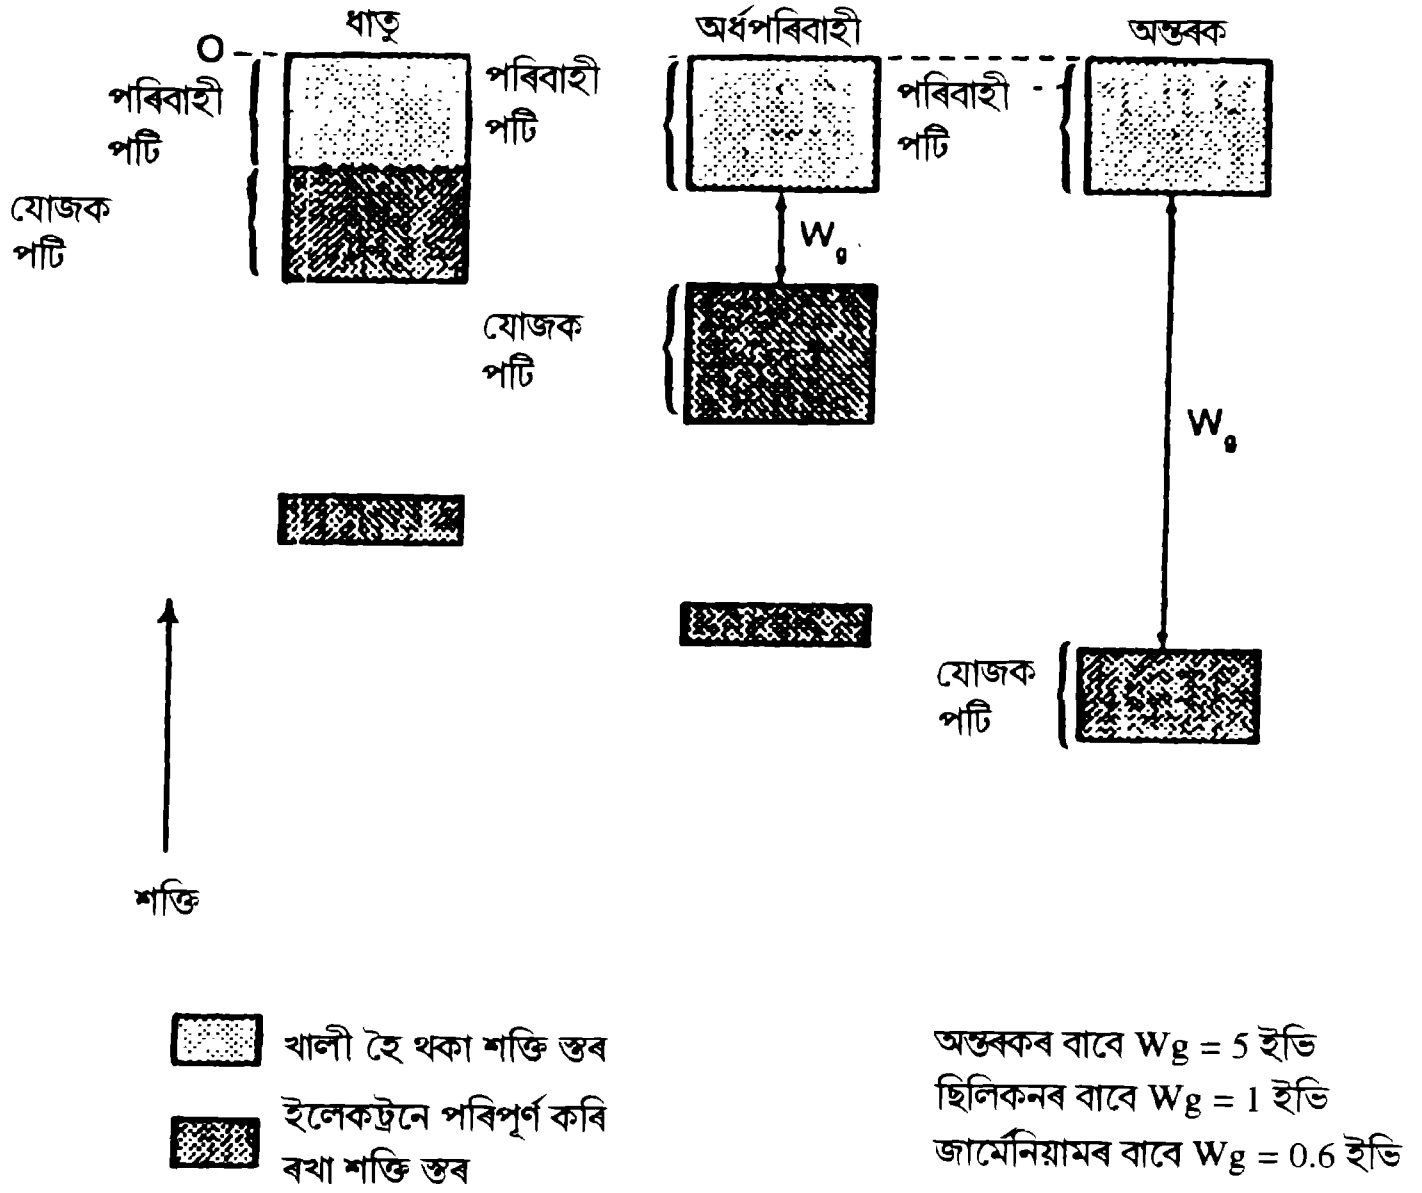 ধাতু
অৰ্ধপৰিবাহী
অন্তৰক
O
পৰিবাহী
পটি
পৰিবাহী
পটি
পৰিবাহী
পটি
যোজক
পটি
Wg
যোজক
পটি
Wg
যোজক
পটি
শক্তি
খালী হৈ থকা শক্তি স্তৰ
ইলেকট্ৰনে পৰিপূৰ্ণ কৰি
ৰখা শক্তি স্তৰ
অন্তৰকৰ বাবে Wg = 5 ইভি
ছিলিকনৰ বাবে Wg = 1 ইভি
জাৰ্মেনিয়ামৰ বাবে Wg = 0.6 ইভি